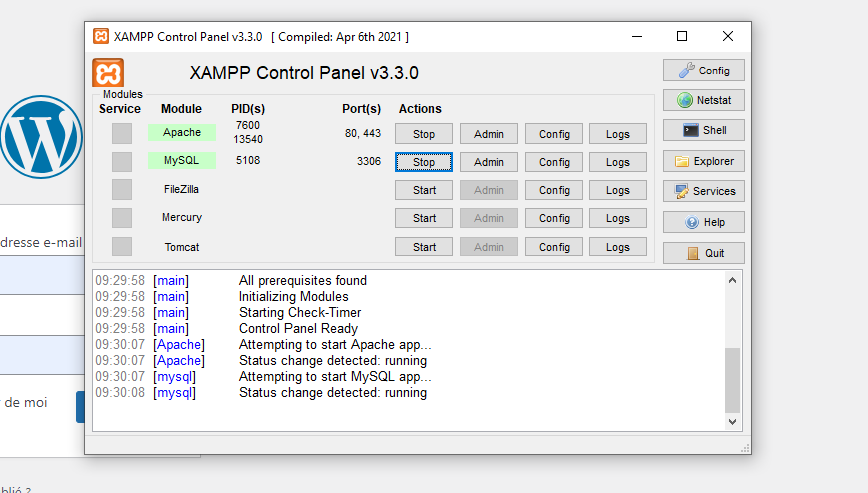 XAMPP Control Panel v3.3.0 [ Compiled: Apr 6th 2021 ]
XAMPP Control Panel v3.3.0
Config
Modules
Service Module PID(s) Port(s) Actions
Netstat
Apache 7600 13540 80, 443 Stop Admin Config Logs
Shell
MySQL 5108 3306 Stop Admin Config Logs
Explorer
FileZilla Start Admin Config Logs
Services
Mercury Start Admin Config Logs
Help
Tomcat Start Admin Config Logs
Quit
09:29:58 [main] All prerequisites found
09:29:58 [main] Initializing Modules
09:29:58 [main] Starting Check-Timer
09:29:58 [main] Control Panel Ready
09:30:07 [Apache] Attempting to start Apache app...
09:30:07 [Apache] Status change detected: running
09:30:07 [mysql] Attempting to start MySQL app...
09:30:08 [mysql] Status change detected: running
dresse e-mail
de moi
blié ?